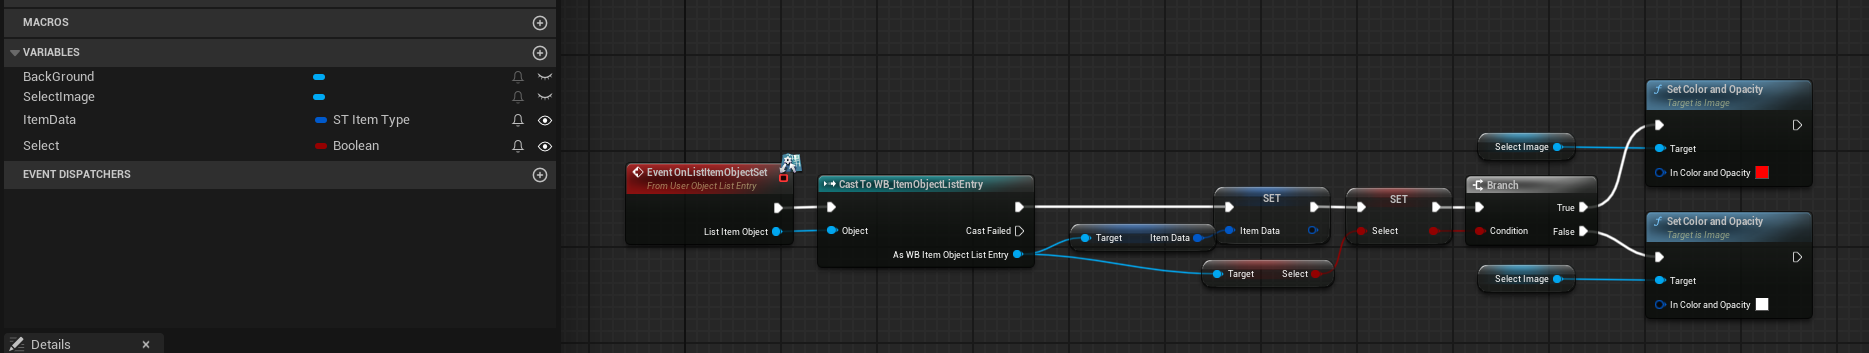 MACROS
VARIABLES
BackGround
SelectImage
ItemData ST Item Type
Select Boolean
EVENT DISPATCHERS
Details
Event OnListItemObjectSet
From User Object List Entry
List Item Object
Cast To WB_ItemObjectListEntry
Object
Cast Failed
As WB Item Object List Entry
Target Item Data
Target Select
SET
Item Data
SET
Select
Branch
True
Condition False
Select Image
Set Color and Opacity
Target is Image
Target
In Color and Opacity
Select Image
Set Color and Opacity
Target is Image
Target
In Color and Opacity